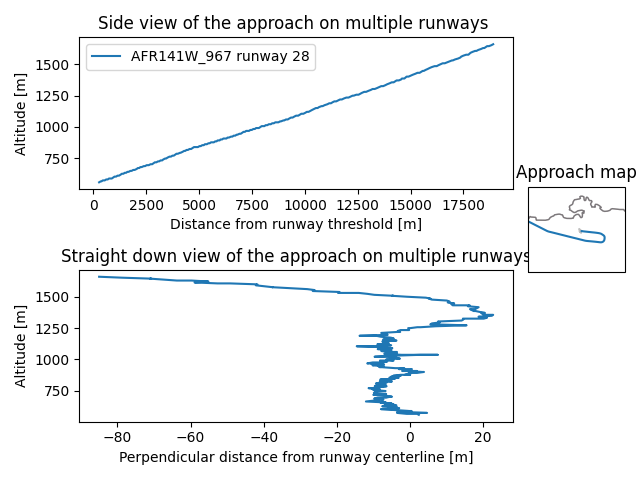 Side view of the approach on multiple runways
AFR141W_967 runway 28
Altitude [m]
1500
1250
1000
750
0 2500 5000 7500 10000 12500 15000 17500
Distance from runway threshold [m]
Approach map
Straight down view of the approach on multiple runways
Altitude [m]
1500
1250
1000
750
−80 −60 −40 −20 0 20
Perpendicular distance from runway centerline [m]